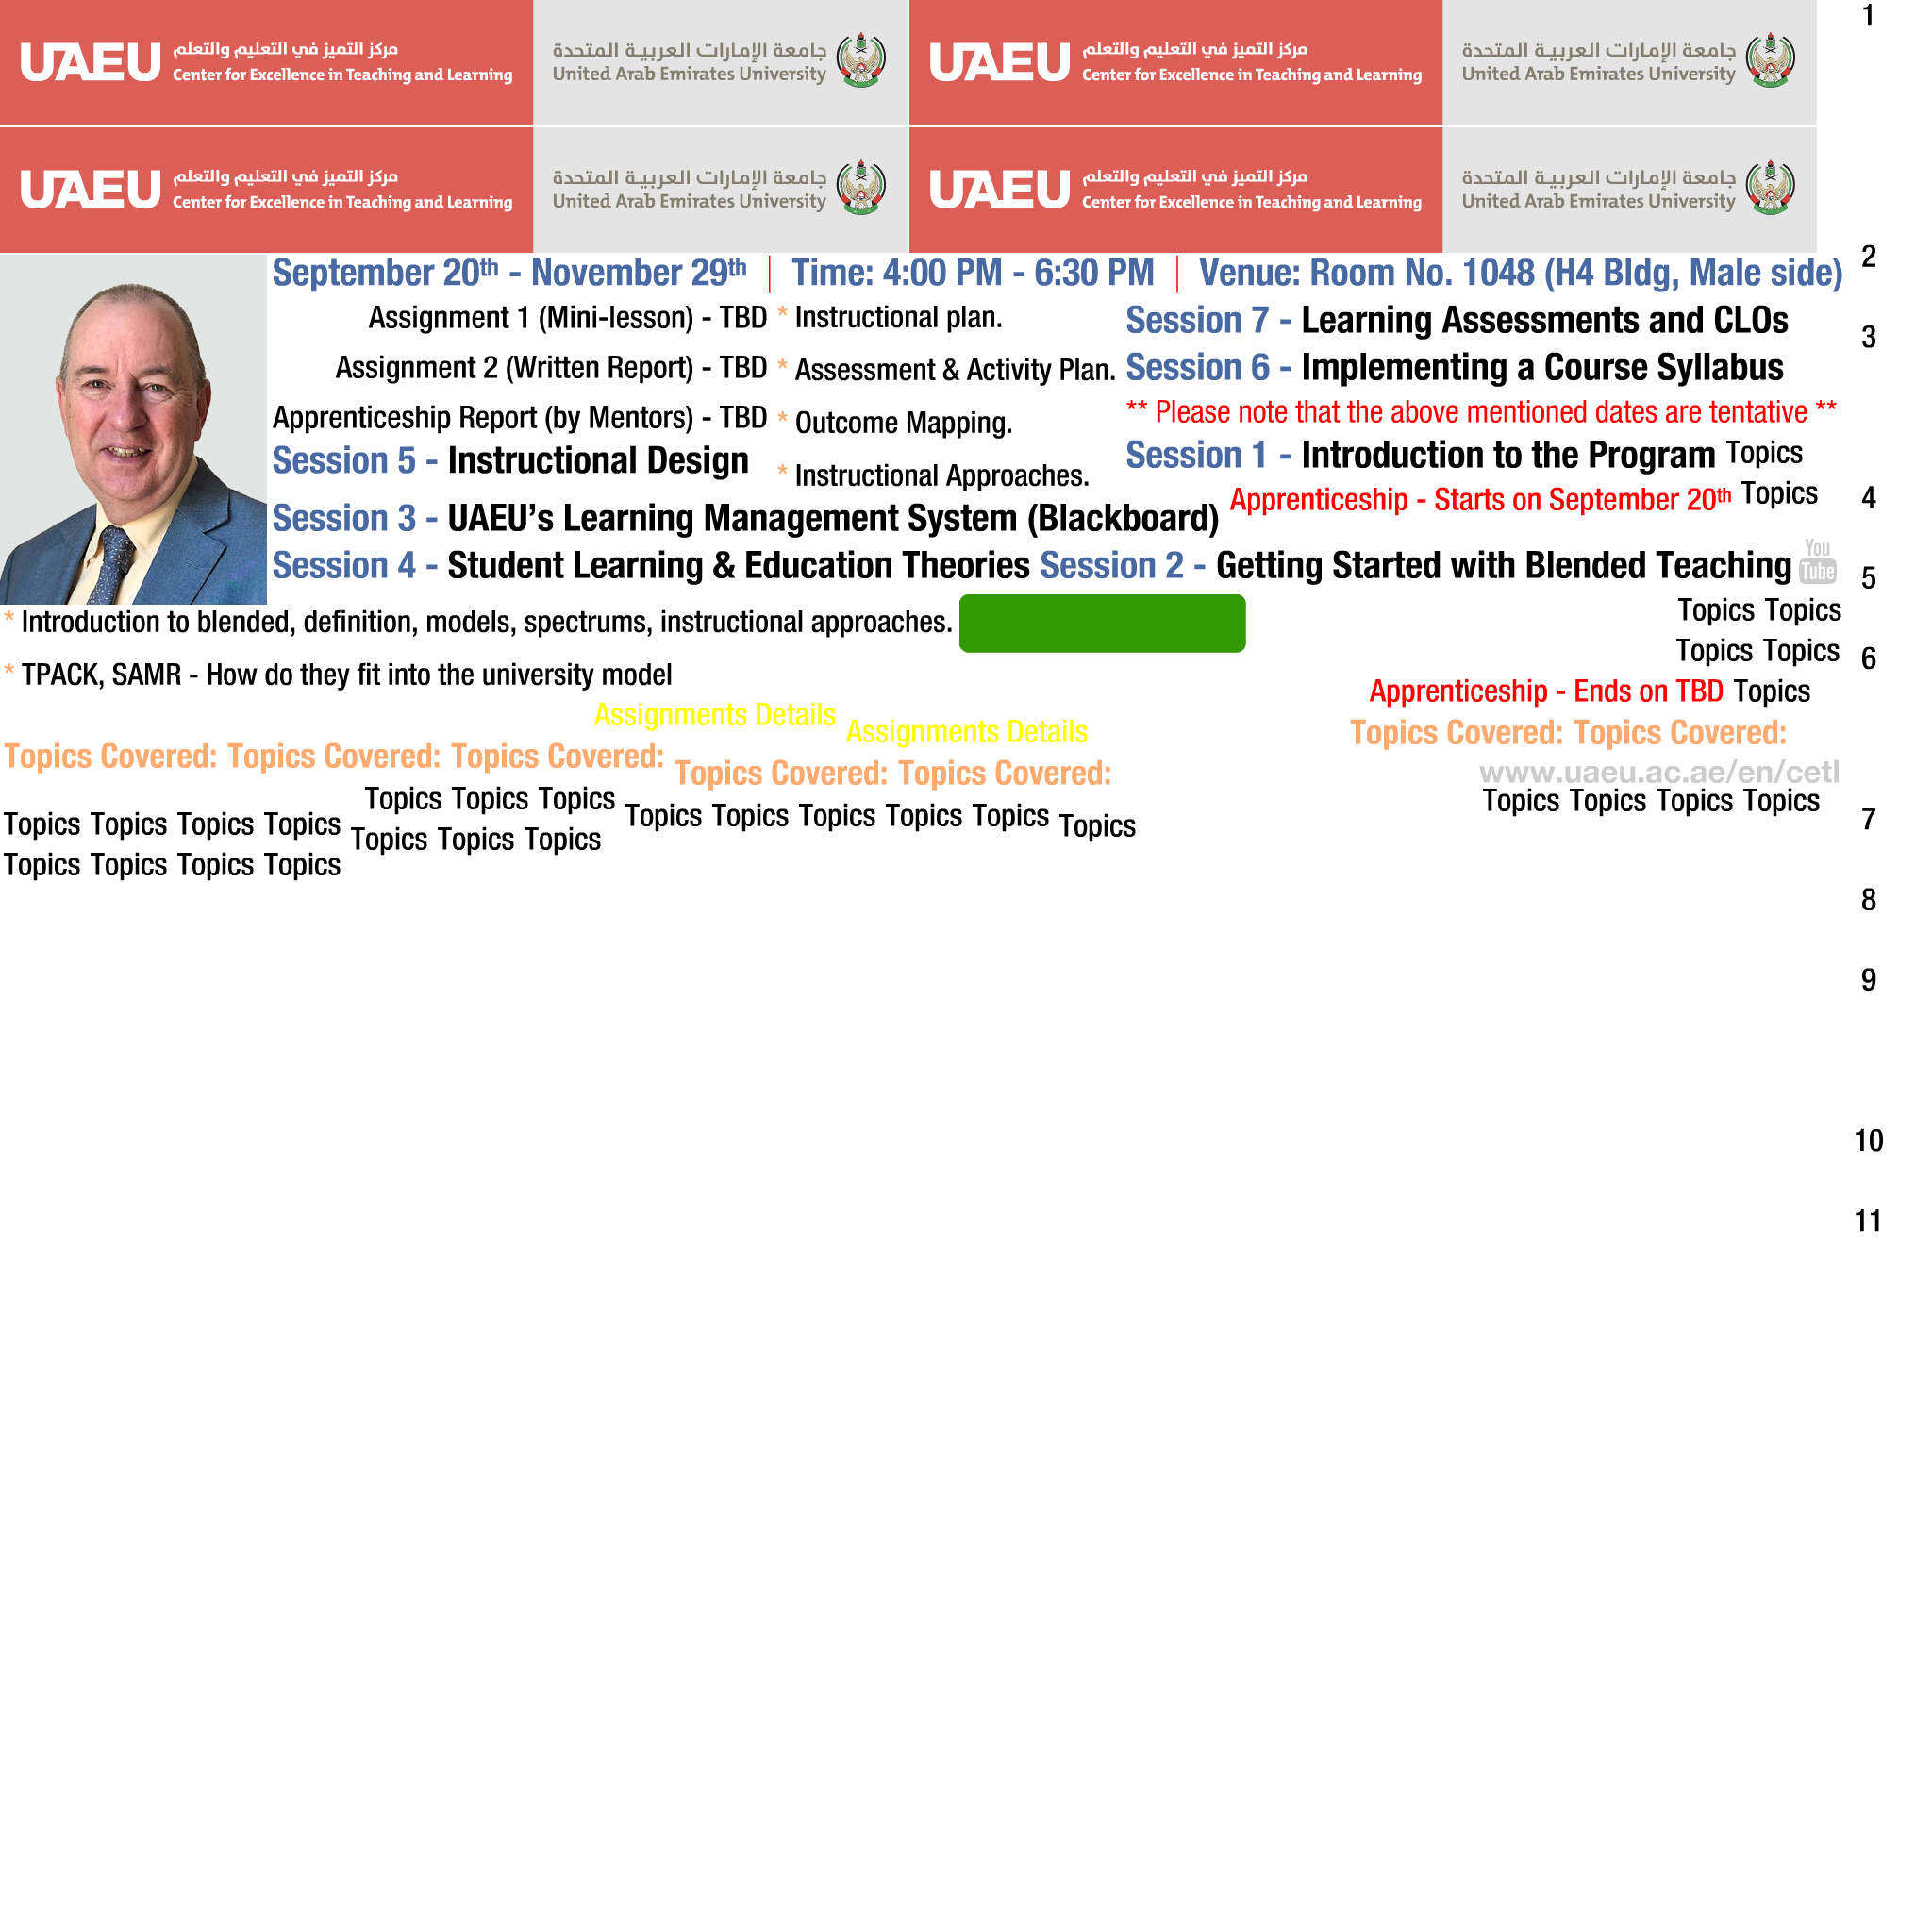 UAEU مركز التميز في التعليم والتعلم
Center for Excellence in Teaching and Learning
جامعة الإمارات العربية المتحدة
United Arab Emirates University
UAEU مركز التميز في التعليم والتعلم
Center for Excellence in Teaching and Learning
جامعة الإمارات العربية المتحدة
United Arab Emirates University
1
UAEU مركز التميز في التعليم والتعلم
Center for Excellence in Teaching and Learning
جامعة الإمارات العربية المتحدة
United Arab Emirates University
UAEU مركز التميز في التعليم والتعلم
Center for Excellence in Teaching and Learning
جامعة الإمارات العربية المتحدة
United Arab Emirates University
2
September 20th - November 29th | Time: 4:00 PM - 6:30 PM | Venue: Room No. 1048 (H4 Bldg, Male side)
Assignment 1 (Mini-lesson) - TBD
Assignment 2 (Written Report) - TBD
Apprenticeship Report (by Mentors) - TBD
* Instructional plan.
* Assessment & Activity Plan.
* Outcome Mapping.
* Instructional Approaches.
Session 7 - Learning Assessments and CLOs
3
Session 6 - Implementing a Course Syllabus
** Please note that the above mentioned dates are tentative **
Session 1 - Introduction to the Program Topics
Session 5 - Instructional Design
Apprenticeship - Starts on September 20th Topics
4
Session 3 - UAEU’s Learning Management System (Blackboard)
Session 4 - Student Learning & Education Theories Session 2 - Getting Started with Blended Teaching
You
Tube
5
* Introduction to blended, definition, models, spectrums, instructional approaches.
Topics Topics
Topics Topics
6
* TPACK, SAMR - How do they fit into the university model
Apprenticeship - Ends on TBD Topics
Assignments Details Assignments Details
Topics Covered: Topics Covered:
Topics Covered: Topics Covered: Topics Covered: Topics Covered: Topics Covered:
www.uaeu.ac.ae/en/cetl
Topics Topics Topics Topics
Topics Topics Topics
Topics Topics Topics Topics Topics Topics
7
Topics Topics Topics Topics
Topics Topics Topics
Topics Topics Topics Topics
8
9
10
11